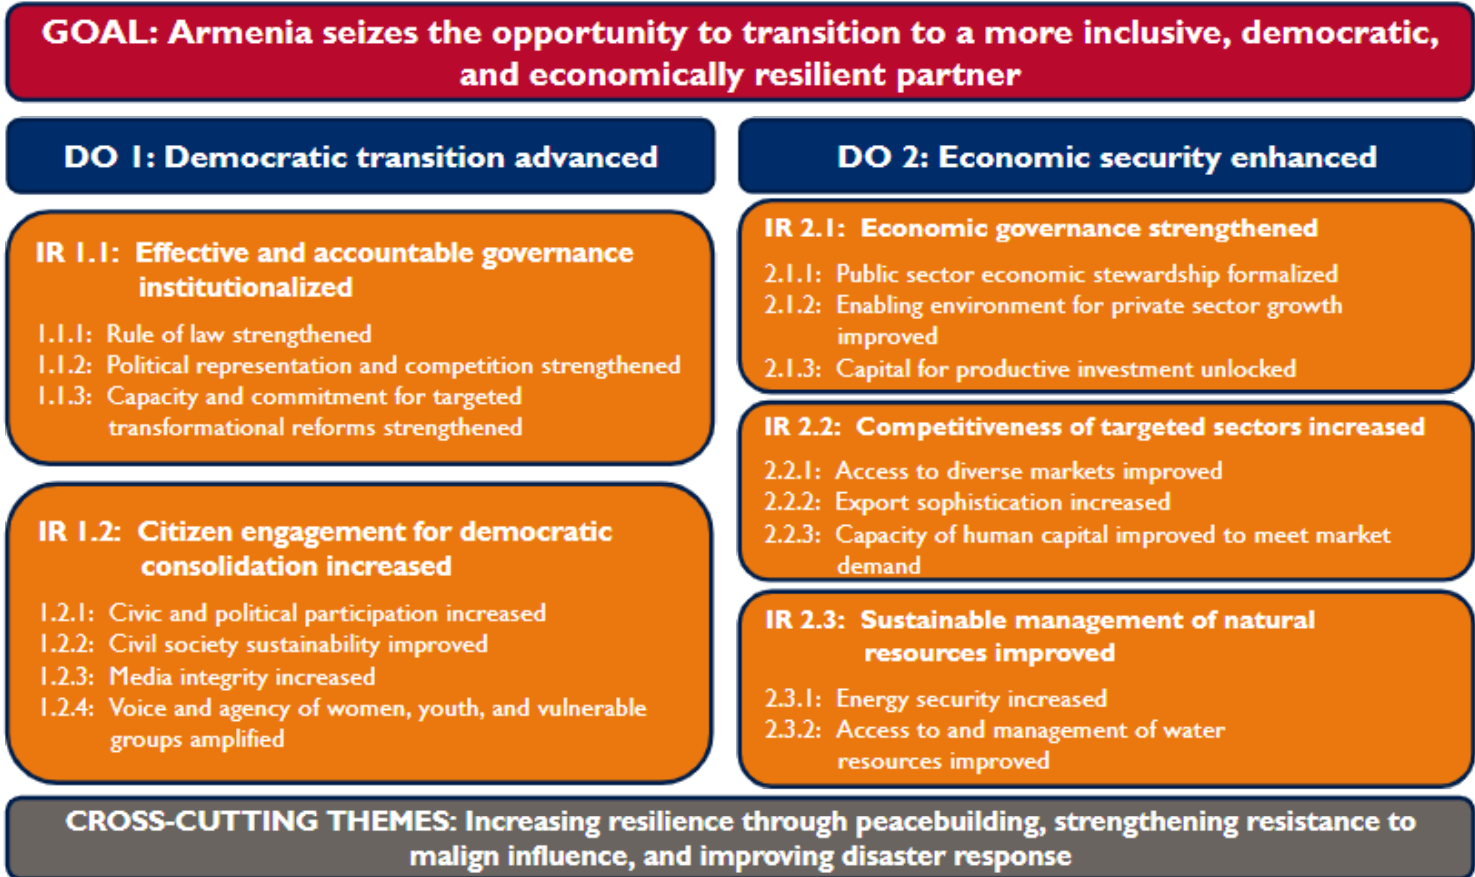 GOAL: Armenia seizes the opportunity to transition to a more inclusive, democratic,
and economically resilient partner
DO 1: Democratic transition advanced
IR 1.1: Effective and accountable governance
institutionalized
1.1.1: Rule of law strengthened
1.1.2: Political representation and competition strengthened
1.1.3: Capacity and commitment for targeted
transformational reforms strengthened
IR 1.2: Citizen engagement for democratic
consolidation increased
1.2.1: Civic and political participation increased
1.2.2: Civil society sustainability improved
1.2.3: Media integrity increased
1.2.4: Voice and agency of women, youth, and vulnerable
groups amplified
DO 2: Economic security enhanced
IR 2.1: Economic governance strengthened
2.1.1: Public sector economic stewardship formalized
2.1.2: Enabling environment for private sector growth
improved
2.1.3: Capital for productive investment unlocked
IR 2.2: Competitiveness of targeted sectors increased
2.2.1: Access to diverse markets improved
2.2.2: Export sophistication increased
2.2.3: Capacity of human capital improved to meet market
demand
IR 2.3: Sustainable management of natural
resources improved
2.3.1: Energy security increased
2.3.2: Access to and management of water
resources improved
CROSS-CUTTING THEMES: Increasing resilience through peacebuilding, strengthening resistance to
malign influence, and improving disaster response